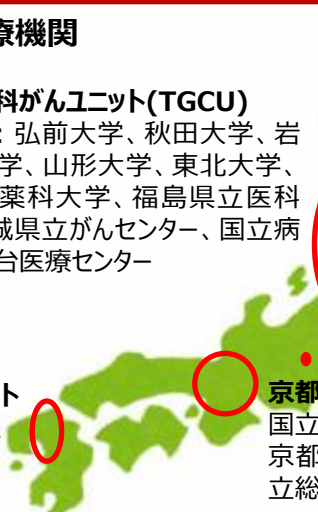 療機関
科がんユニット(TGCU)
：弘前大学、秋田大学、岩
学、山形大学、東北大学、
薬科大学、福島県立医科
城県立がんセンター、国立病
台医療センター
ト
京都
国立
京都
立総